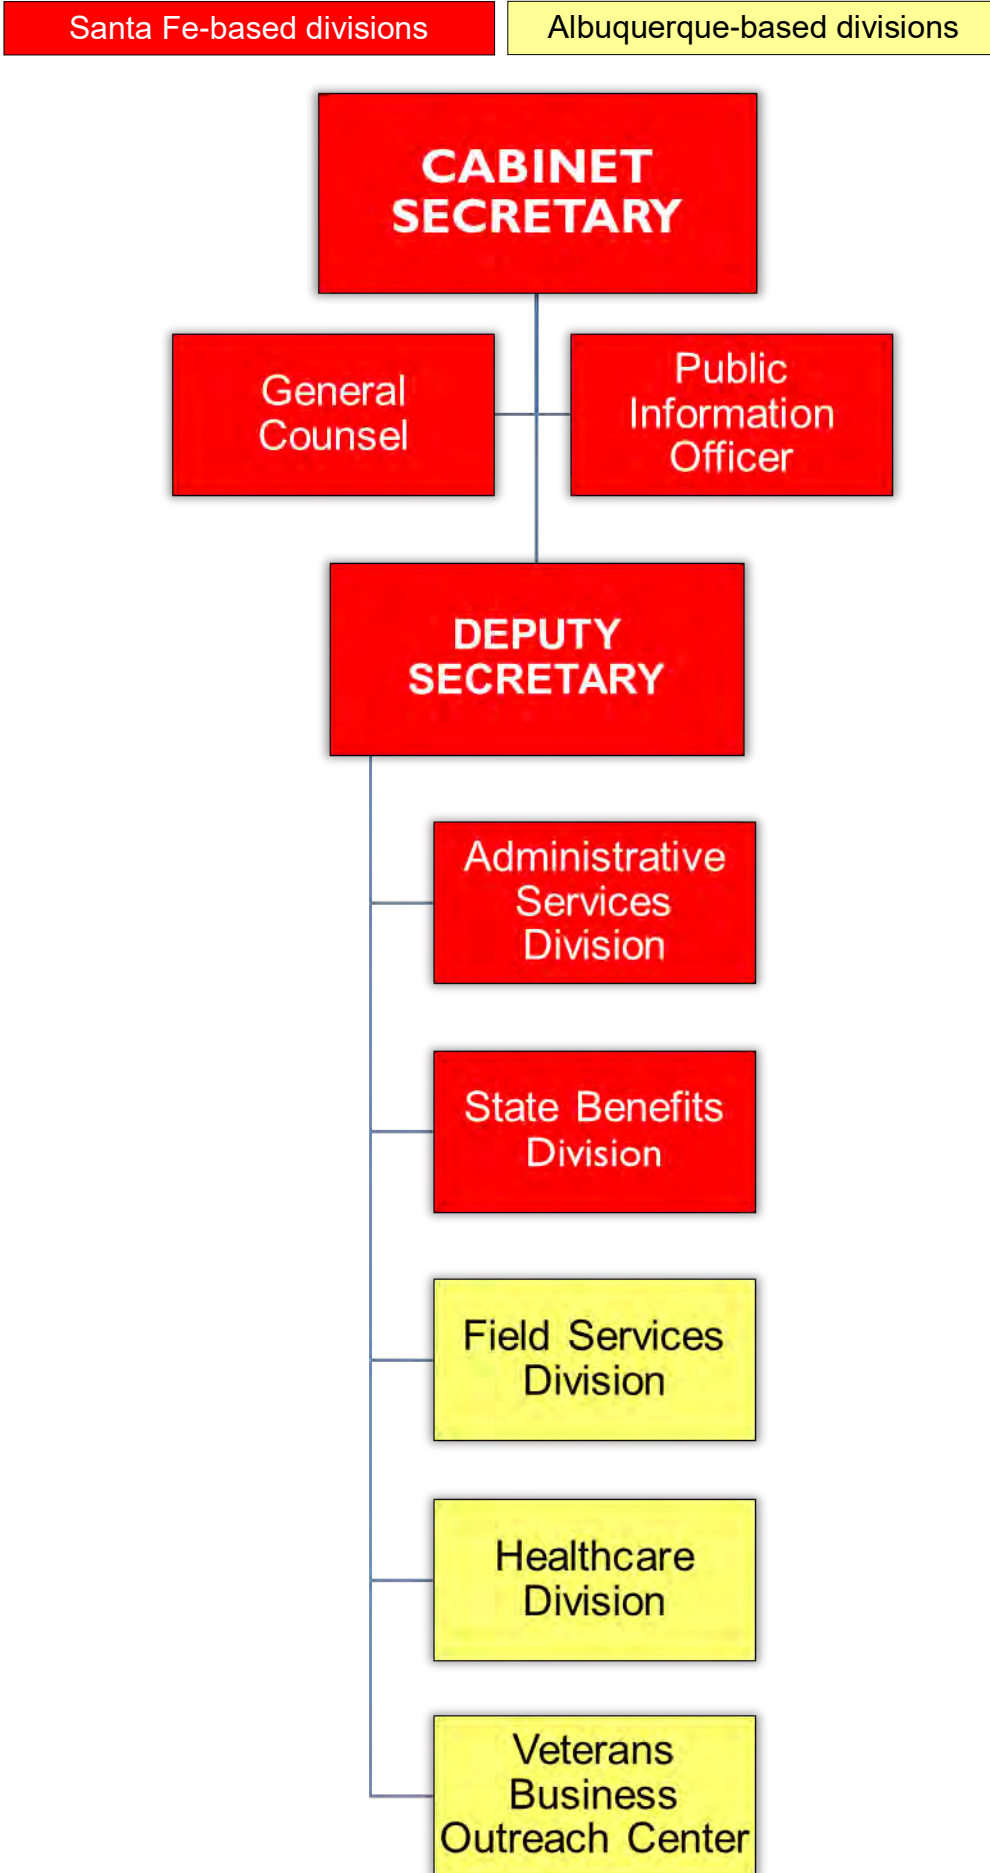 Santa Fe-based divisions
Albuquerque-based divisions
CABINET
SECRETARY
General
Counsel
Public
Information
Officer
DEPUTY
SECRETARY
Administrative
Services
Division
State Benefits
Division
Field Services
Division
Healthcare
Division
Veterans
Business
Outreach Center